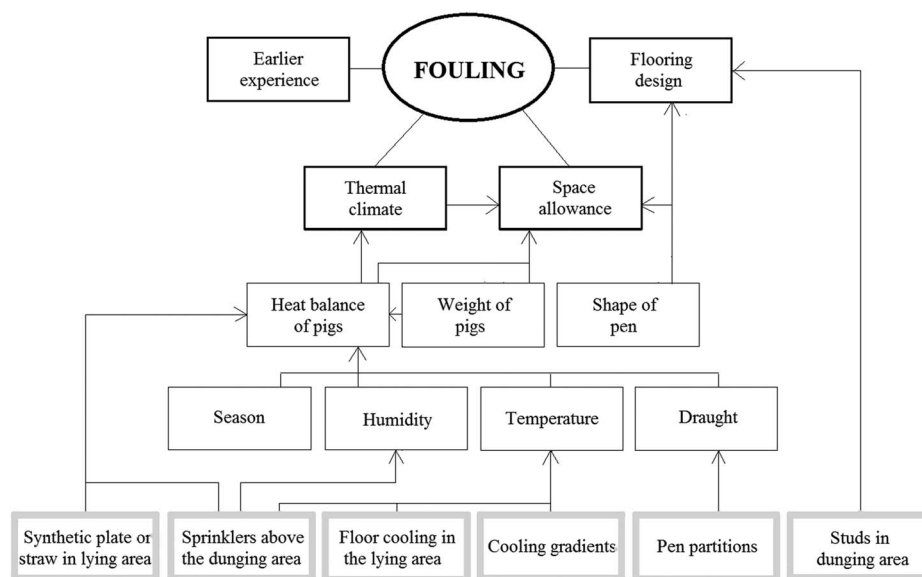 Earlier
experience
FOULING
Flooring
design
Thermal
climate
Space
allowance
Heat balance
of pigs
Weight of
pigs
Shape of
pen
Season
Humidity
Temperature
Draught
Synthetic plate or
straw in lying area
Sprinklers above
the dunging area
Floor cooling in
the lying area
Cooling gradients
Pen partitions
Studs in
dunging area